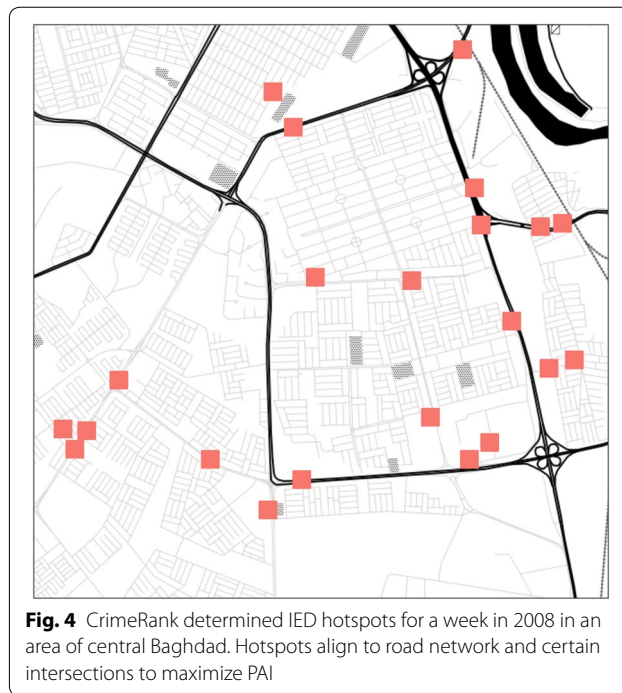 Fig. 4 CrimeRank determined IED hotspots for a week in 2008 in an
area of central Baghdad. Hotspots align to road network and certain
intersections to maximize PAI